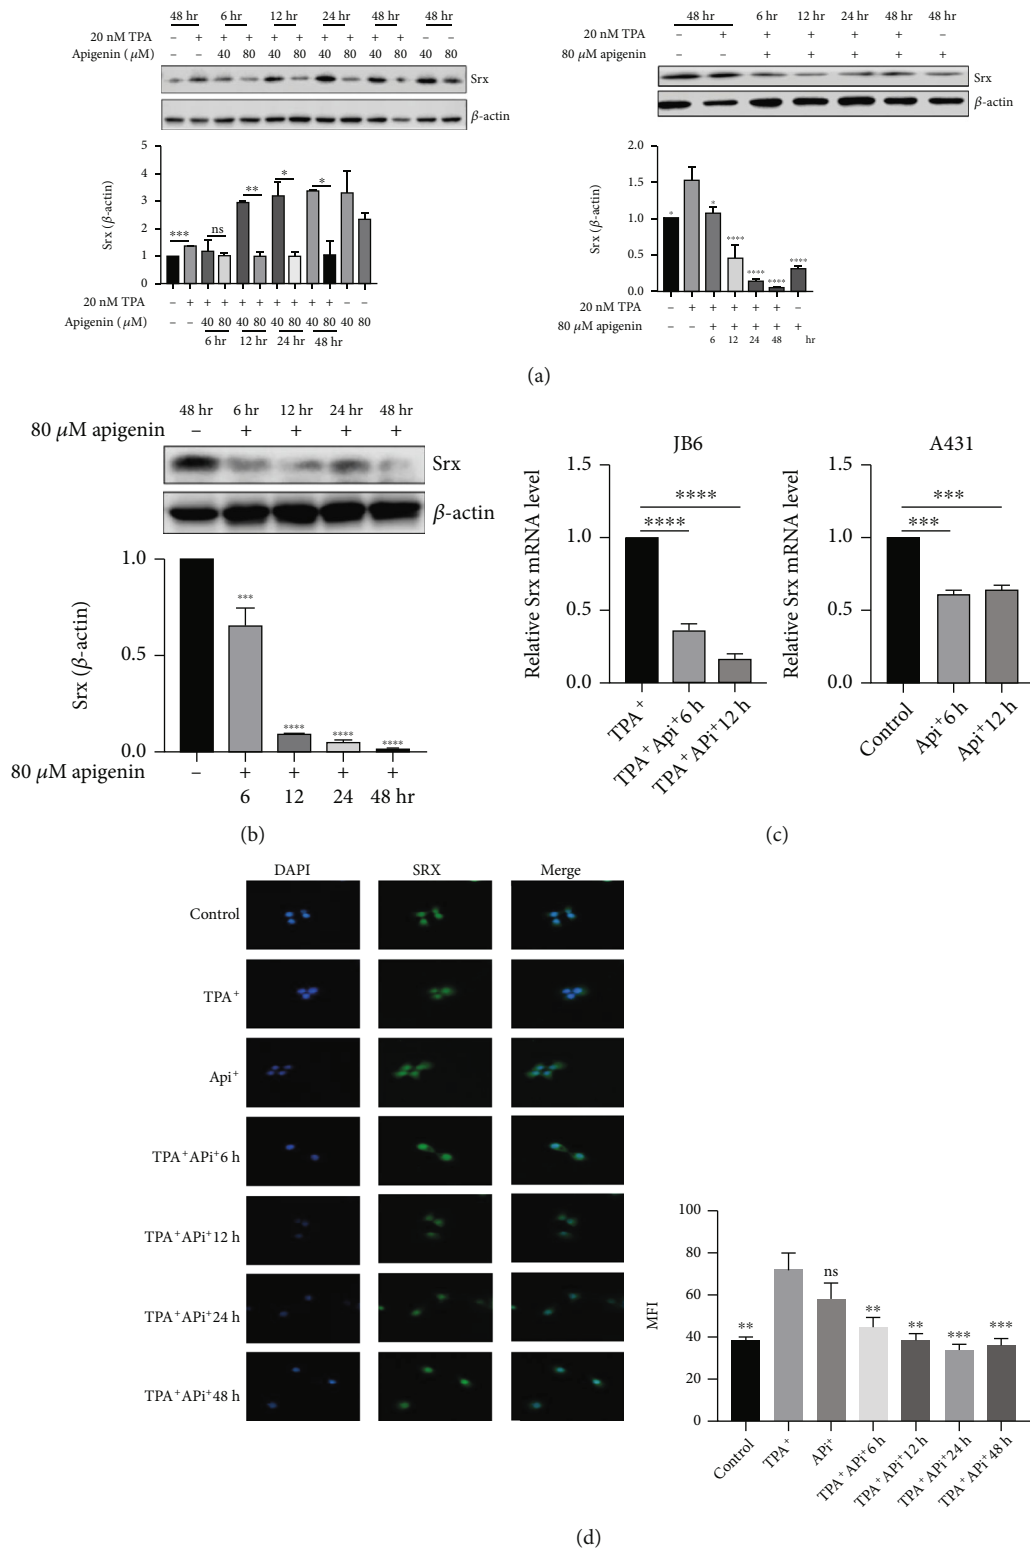 48 hr 6 hr 12 hr 24 hr 48 hr 48 hr
20 nM TPA − + + + + + + + + + − −
Apigenin (μM) − − 40 80 40 80 40 80 40 80 40 80
Srx
β-actin
5
4
3
2
1
0
Srx (β-actin)
*** ns ** * *
20 nM TPA − + + + + + + + + + − −
Apigenin (μM) − − 40 80 40 80 40 80 40 80 40 80
6 hr 12 hr 24 hr 48 hr
48 hr 6 hr 12 hr 24 hr 48 hr 48 hr
20 nM TPA − + + + + + −
80 μM apigenin − − + + + + +
Srx
β-actin
2.0
1.5
1.0
0.5
0.0
Srx (β-actin)
* * **** **** **** ****
20 nM TPA − + + + + + −
80 μM apigenin + + + + +
6 12 24 48 hr
(a)
48 hr 6 hr 12 hr 24 hr 48 hr
80 μM apigenin − + + + +
Srx
β-actin
1.0
0.5
0.0
Srx (β-actin)
*** **** **** ****
80 μM apigenin − + + + +
6 12 24 48 hr
(b)
JB6
1.5
1.0
0.5
0.0
Relative Srx mRNA level
****
****
TPA+
TPA+Api+6 h
TPA+APi+12 h
A431
1.5
1.0
0.5
0.0
Relative Srx mRNA level
***
***
Control
Api+6 h
Api+12 h
(c)
DAPI SRX Merge
Control
TPA+
Api+
TPA+APi+6 h
TPA+APi+12 h
TPA+APi+24 h
TPA+APi+48 h
100
80
60
40
20
0
MFI
** ns ** ** *** ***
Control
TPA+
APi+
TPA+APi+6 h
TPA+APi+12 h
TPA+APi+24 h
TPA+APi+48 h
(d)